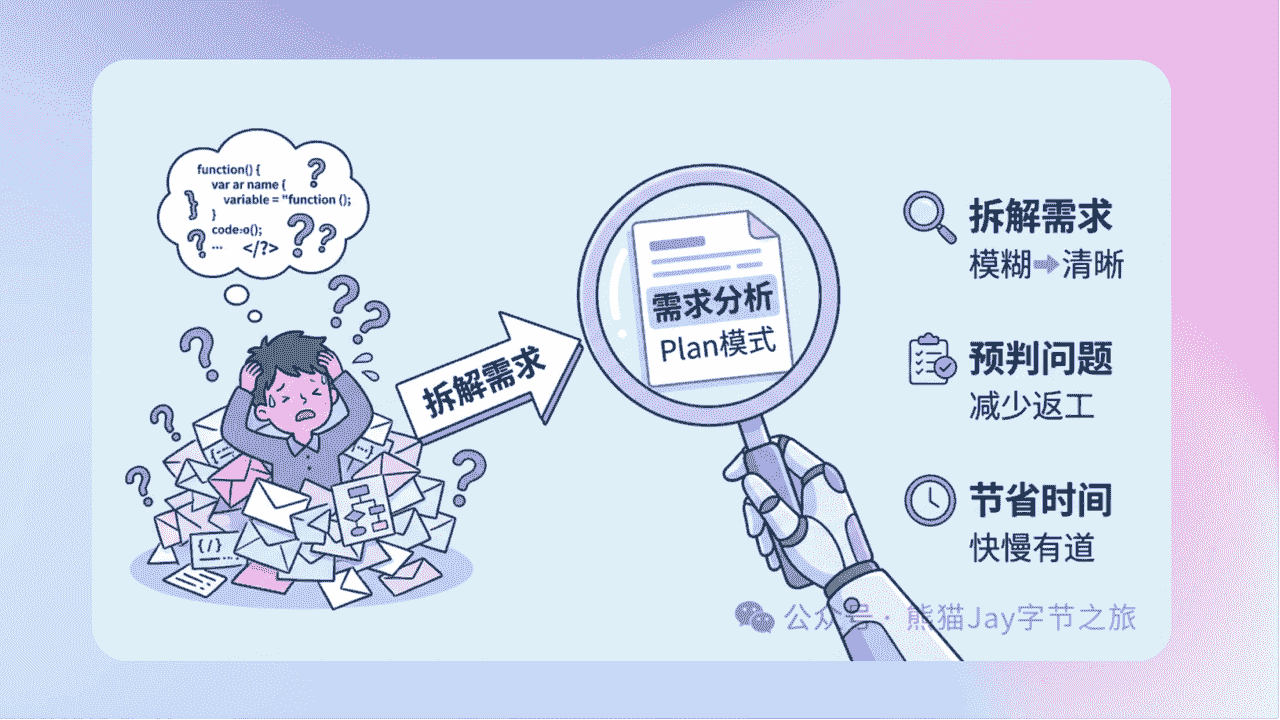 function() {
var ar name {
variable = "function ();
}
code:o();
... </?>
}
? ? ?
?
? ?
?
?
?
?
{/}
...
拆解需求
需求分析
Plan模式
拆解需求
模糊➡清晰
预判问题
减少返工
节省时间
快慢有道
公众号 · 熊猫Jay字节之旅